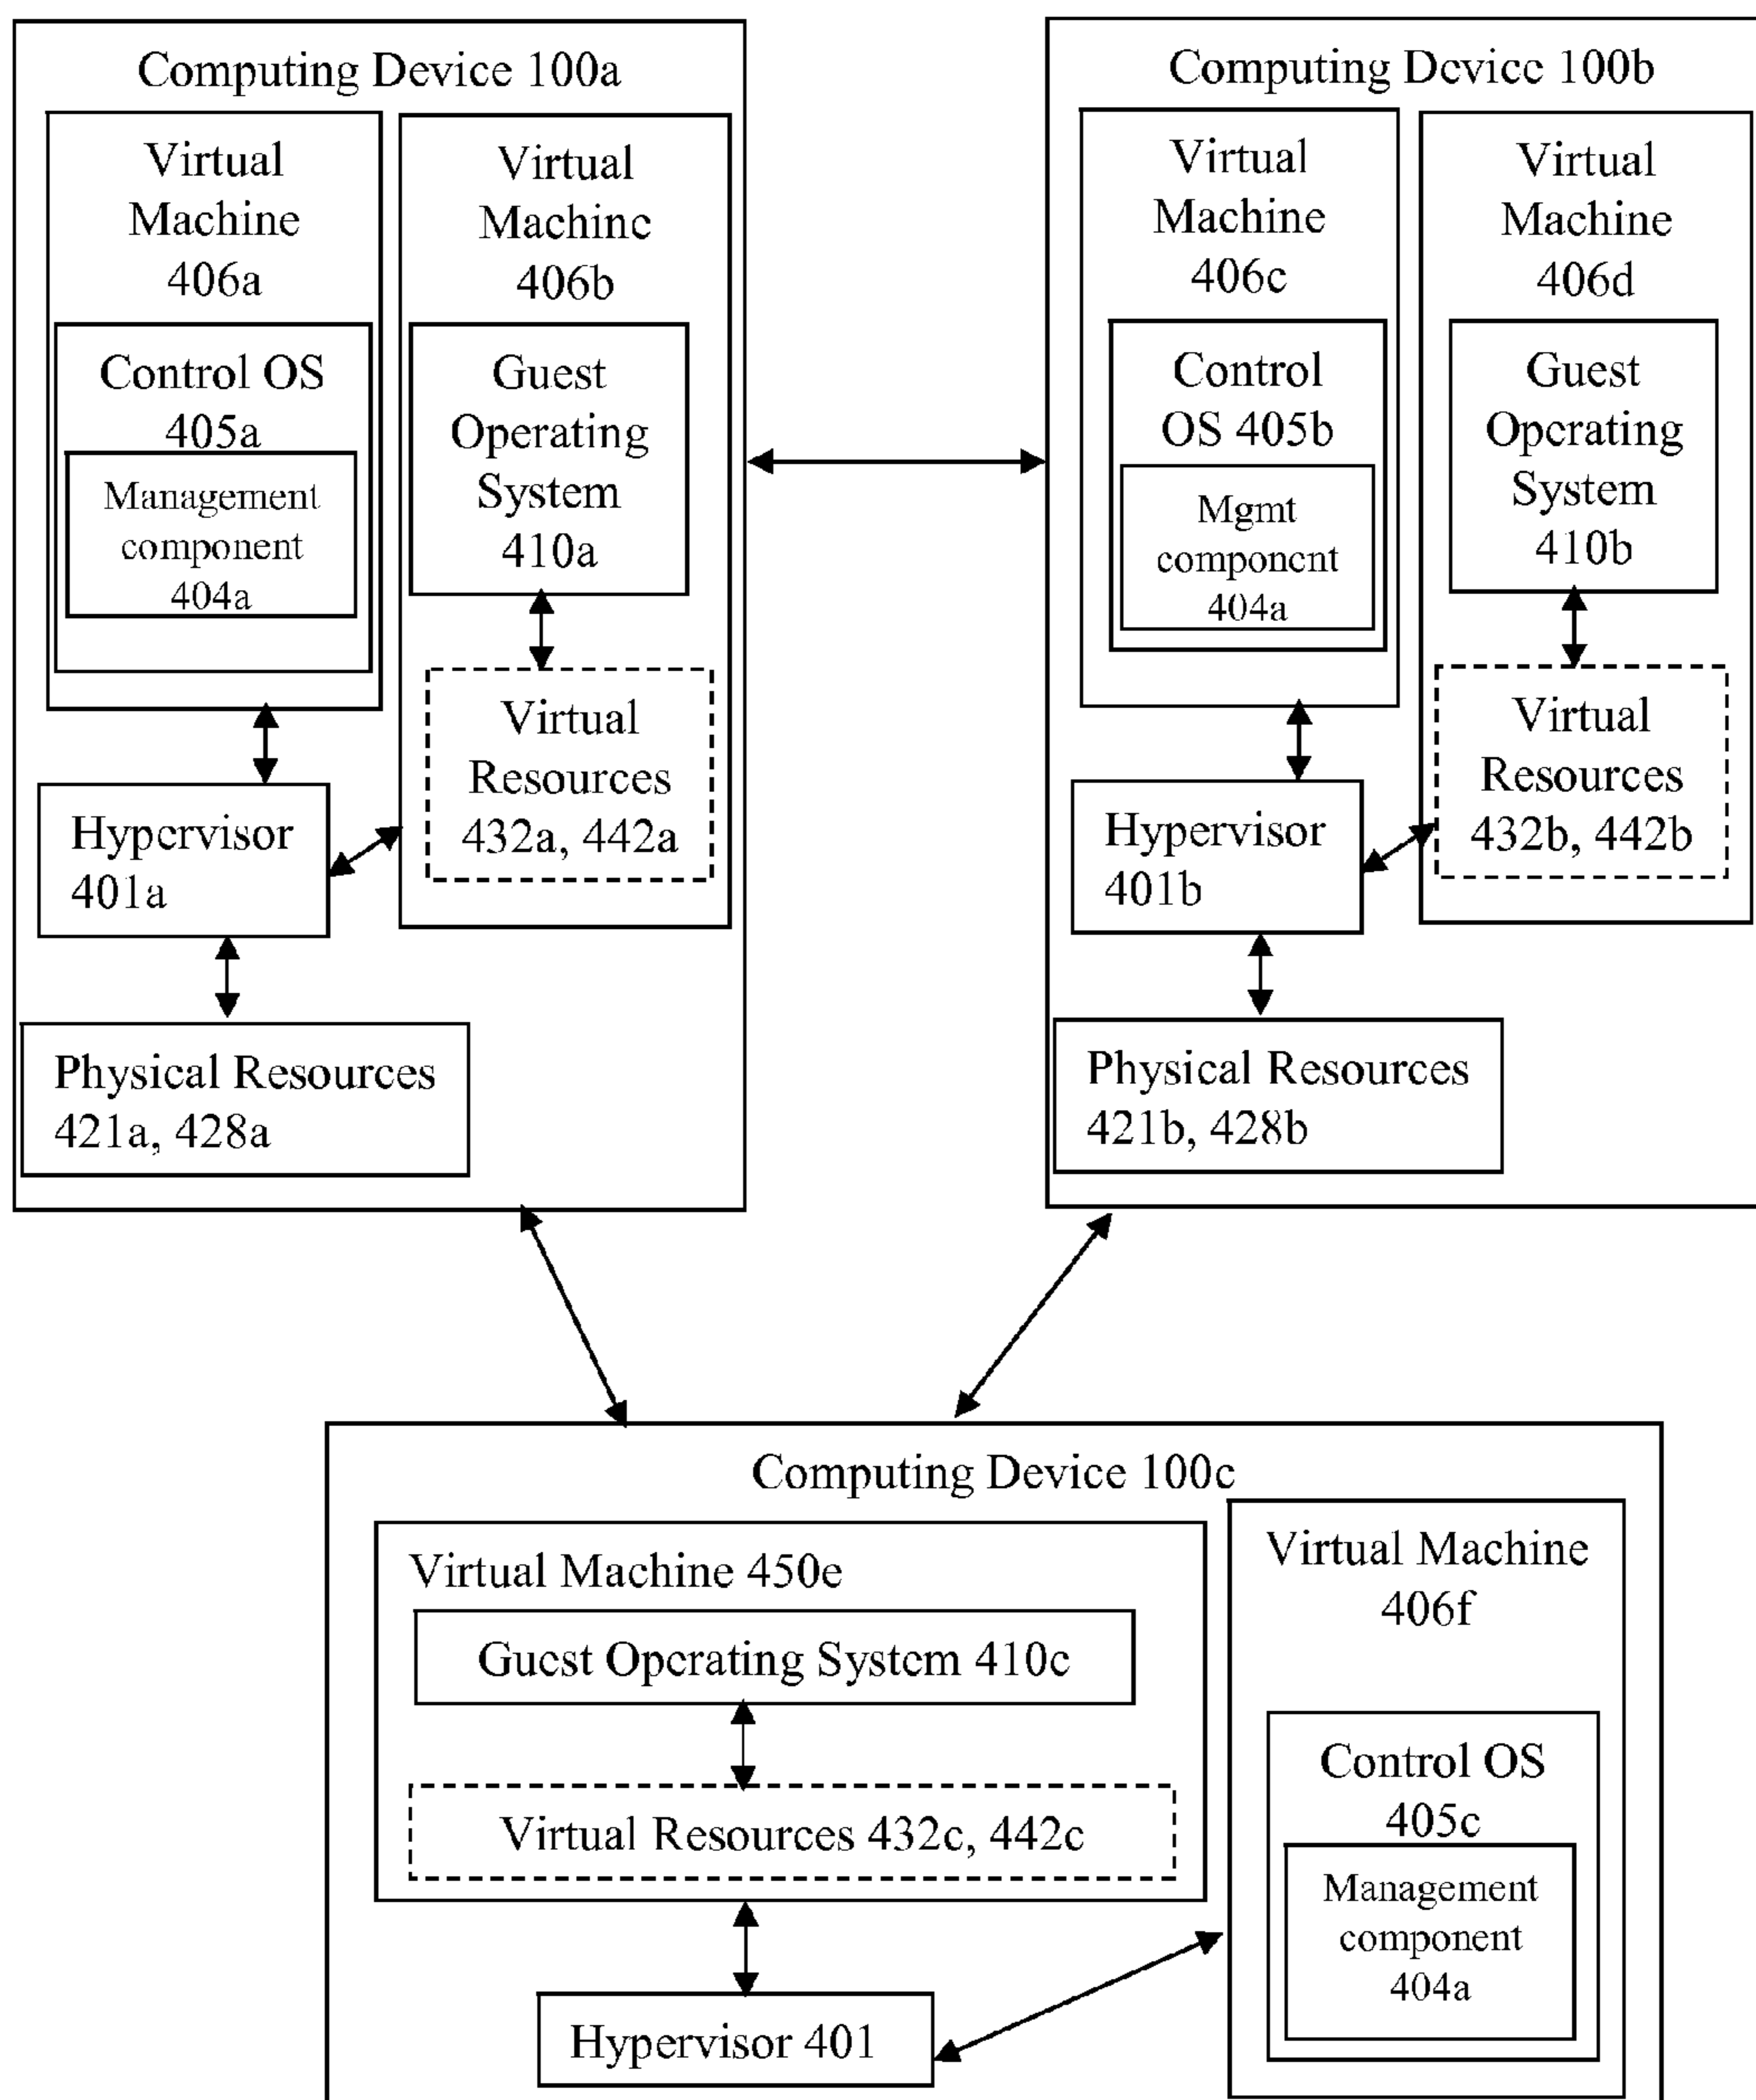 Computing Device 100a
Virtual
Machine
406a
Control OS
405a
Management
component
404a
Virtual
Machine
406b
Guest
Operating
System
410a
Virtual
Resources
432a, 442a
Hypervisor
401a
Physical Resources
421a, 428a
Computing Device 100b
Virtual
Machine
406c
Control
OS 405b
Mgmt
component
404a
Virtual
Machine
406d
Guest
Operating
System
410b
Virtual
Resources
432b, 442b
Hypervisor
401b
Physical Resources
421b, 428b
Computing Device 100c
Virtual Machine 450e
Guest Operating System 410c
Virtual Resources 432c, 442c
Hypervisor 401
Virtual Machine
406f
Control OS
405c
Management
component
404a